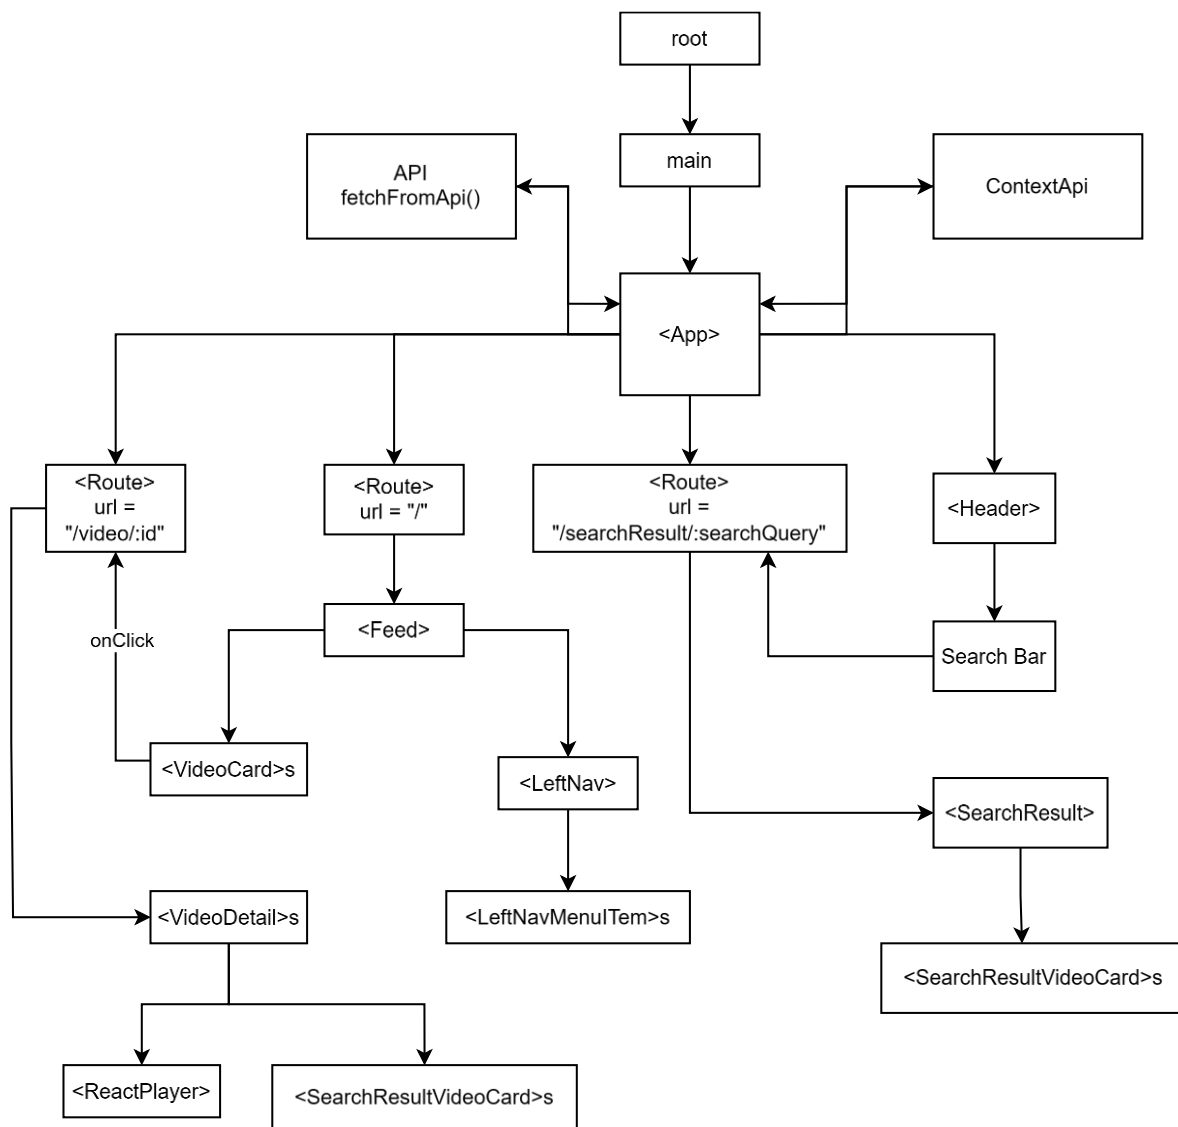 root
main
API
fetchFromApi()
ContextApi
<App>
<Route>
url =
"/video/:id"
<Route>
url = "/"
<Route>
url =
"/searchResult/:searchQuery"
<Header>
<Feed>
onClick
Search Bar
<VideoCard>s
<LeftNav>
<SearchResult>
<VideoDetail>s
<LeftNavMenuITem>s
<SearchResultVideoCard>s
<ReactPlayer>
<SearchResultVideoCard>s